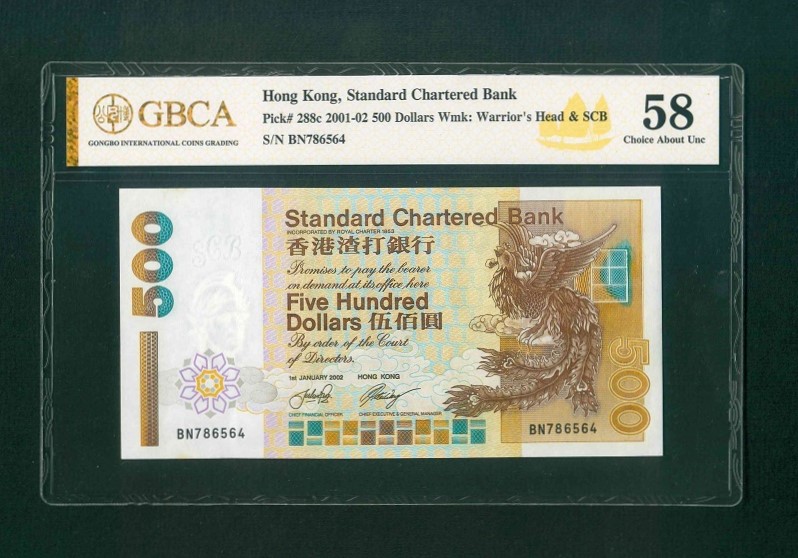 GBCA
GONGBO INTERNATIONAL COINS GRADING
Hong Kong, Standard Chartered Bank
Pick# 288c 2001-02 500 Dollars Wmk: Warrior's Head & SCB
S/N BN786564
58
Choice About Unc
500
SCB
Standard Chartered Bank
INCORPORATED BY ROYAL CHARTER 1853
香港渣打銀行
Promises to pay the bearer
on demand at its office here
Five Hundred
Dollars 伍佰圓
By order of the Court
of Directors.
1st JANUARY 2002 HONG KONG
CHIEF FINANCIAL OFFICER CHIEF EXECUTIVE & GENERAL MANAGER
BN786564
BN786564
500